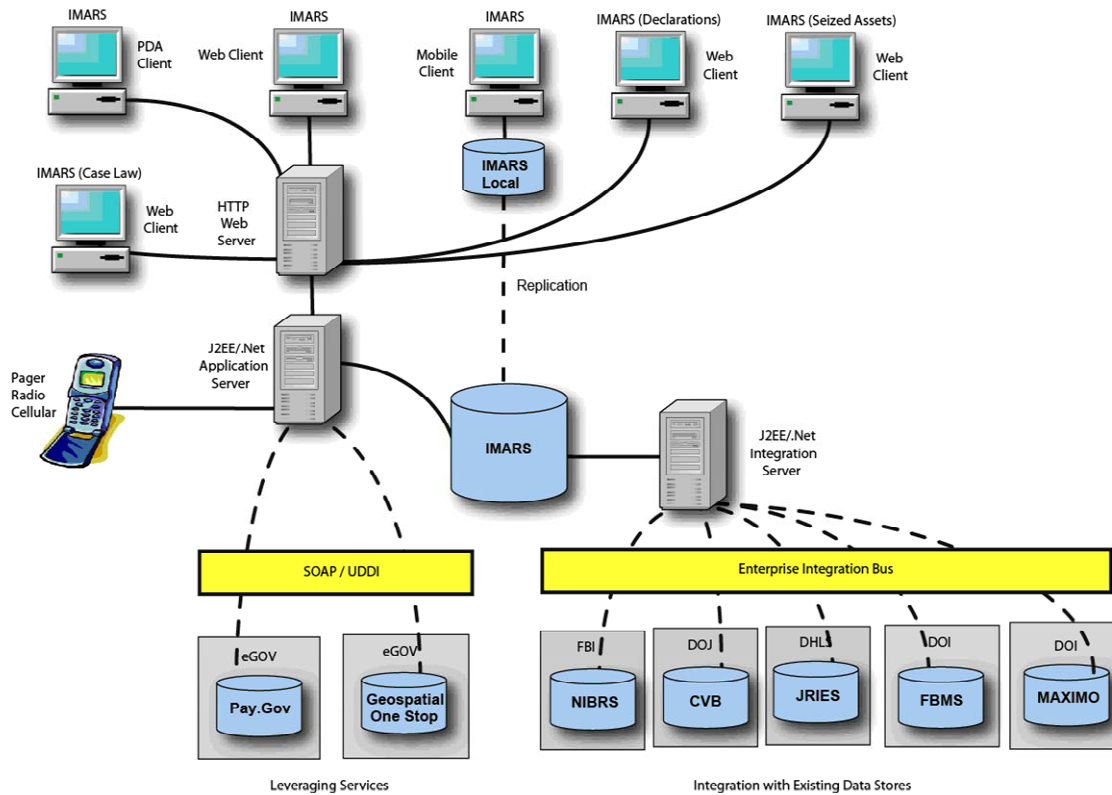 IMARS
PDA
Client
IMARS
Web Client
IMARS
Mobile
Client
IMARS (Declarations)
Web
Client
IMARS (Seized Assets)
Web
Client
IMARS
Local
IMARS (Case Law)
Web
Client
HTTP
Web
Server
Replication
J2EE/.Net
Application
Server
Pager
Radio
Cellular
IMARS
J2EE/.Net
Integration
Server
SOAP / UDDI
Enterprise Integration Bus
eGOV
Pay.Gov
eGOV
Geospatial
One Stop
FBI
NIBRS
DOJ
CVB
DHLS
JRIES
DOI
FBMS
DOI
MAXIMO
Leveraging Services
Integration with Existing Data Stores